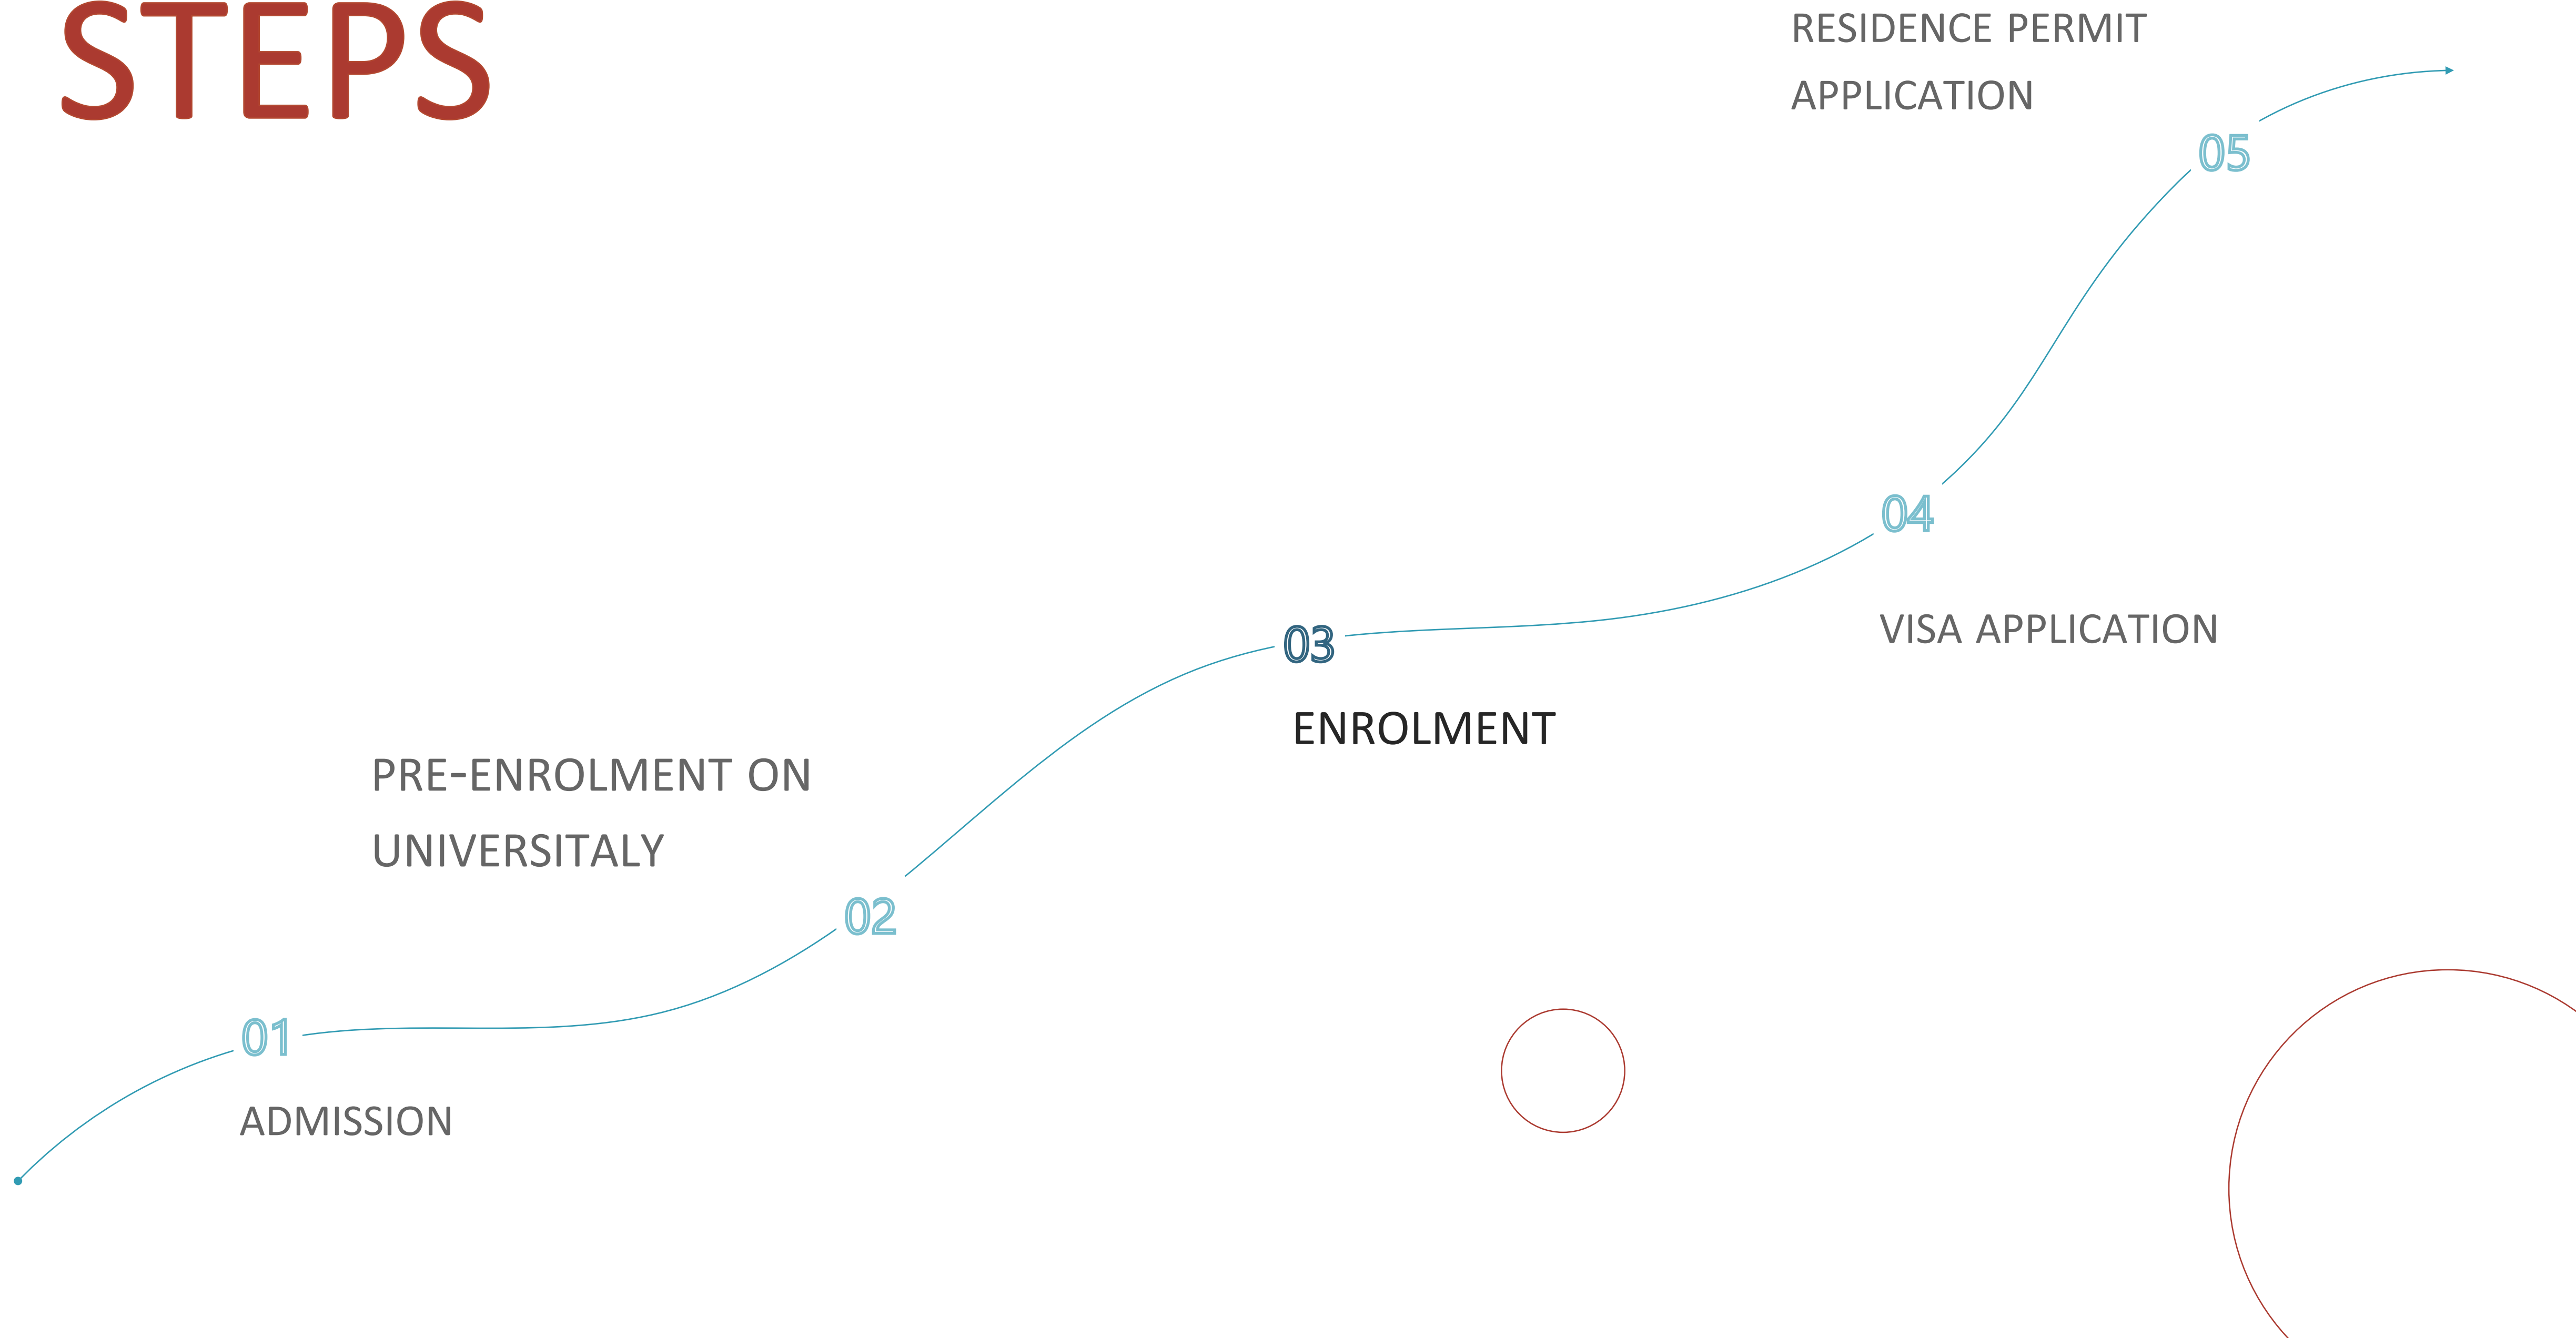 STEPS
01
ADMISSION
PRE-ENROLMENT ON
UNIVERSITALY
02
03
ENROLMENT
04
VISA APPLICATION
RESIDENCE PERMIT
APPLICATION
05